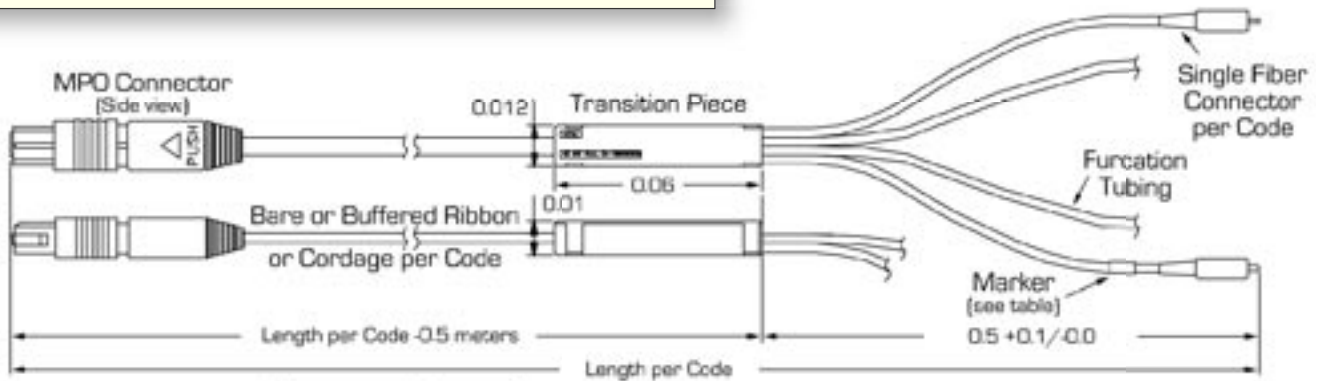 MPO Connector
(Side view)
PUSH
0.012
Transition Piece
Single Fiber
Connector
per Code
0.06
Furcation
Tubing
0.01
Bare or Buffered Ribbon
or Cordage per Code
Marker
(see table)
Length per Code -0.5 meters
0.5 +0.1/-0.0
Length per Code